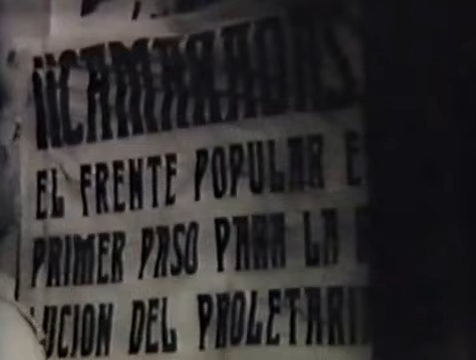 ¡¡CAMARADAS
EL FRENTE POPULAR E
PRIMER PASO PARA LA
LUCION DEL PROLETARI